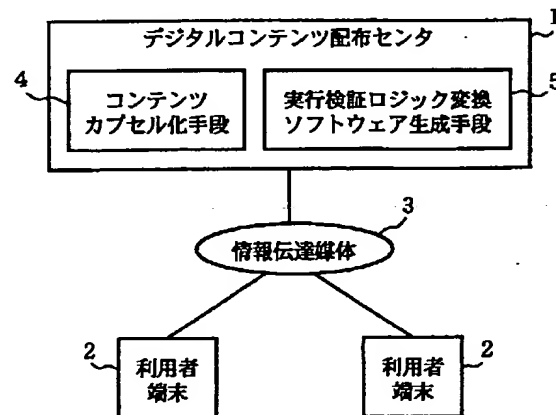 1
デジタルコンテンツ配布センタ
4
コンテンツ
カプセル化手段
5
実行検証ロジック変換
ソフトウェア生成手段
3
情報伝達媒体
2
利用者
端末
2
利用者
端末